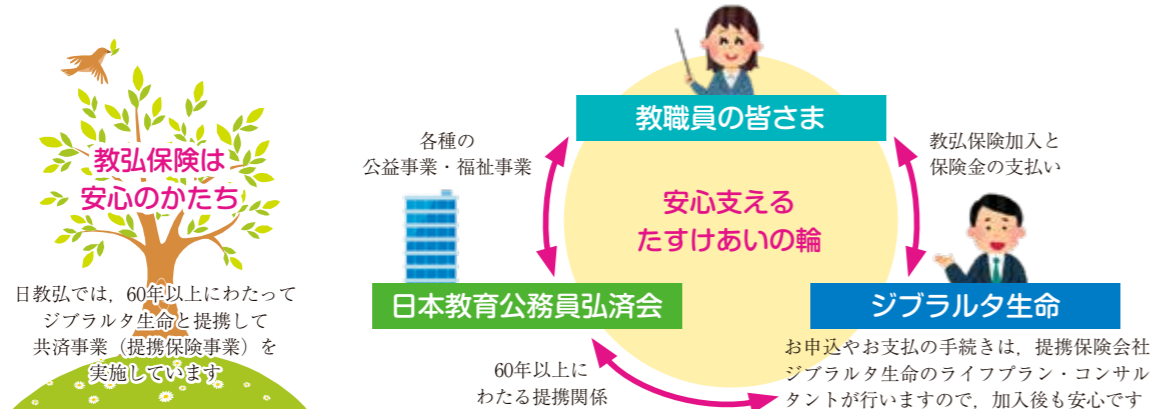 教弘保険は
安心のかたち
日教弘では，60年以上にわたって
ジブラルタ生命と提携して
共済事業（提携保険事業）を
実施しています
教職員の皆さま
各種の
公益事業・福祉事業
教弘保険加入と
保険金の支払い
安心支える
たすけあいの輪
日本教育公務員弘済会
ジブラルタ生命
60年以上に
わたる提携関係
お申込やお支払の手続きは，提携保険会社
ジブラルタ生命のライフプラン・コンサル
タントが行いますので，加入後も安心です